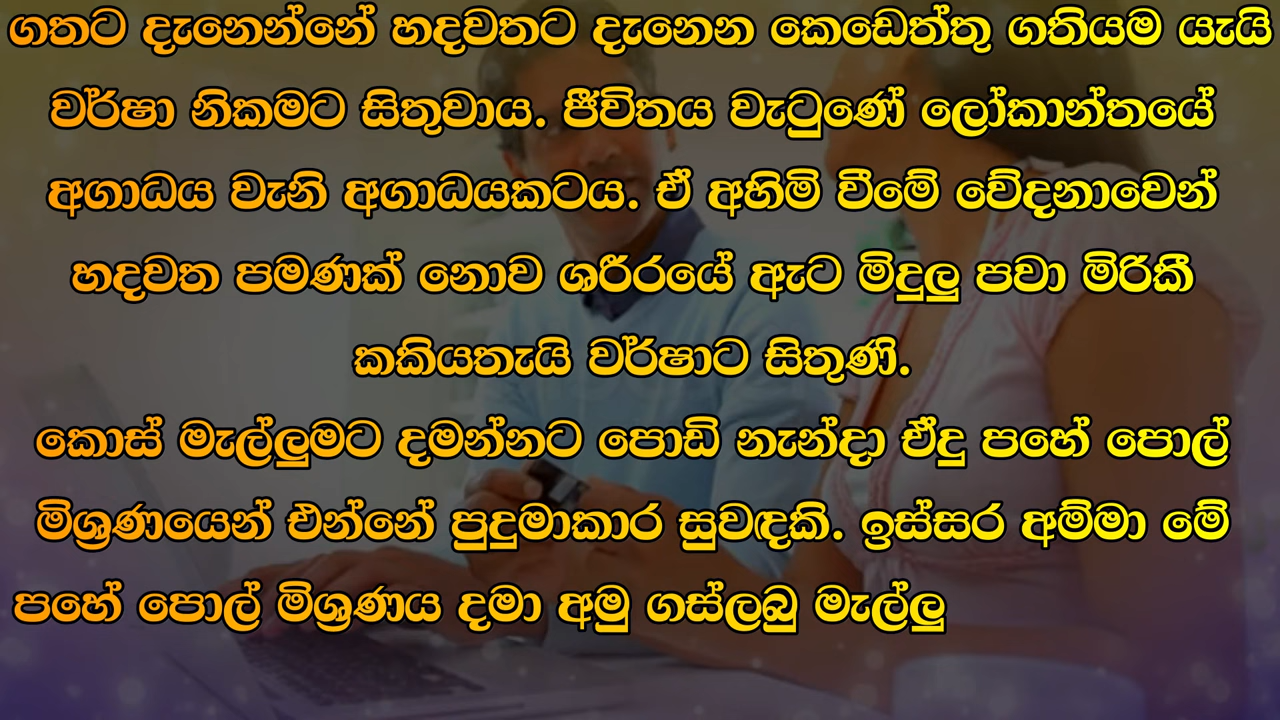 ගතට දැනෙන්නේ හදවතට දැනෙන කෙඩෙත්තු ගතියම යැයි
වර්ෂා නිකමට සිතුවාය. ජීවිතය වැටුණේ ලෝකාන්තයේ
අගාධය වැනි අගාධයකටය. ඒ අහිමි වීමේ වේදනාවෙන්
හදවත පමණක් නොව ශරීරයේ ඇට මිදුලු පවා මිරිකී
කකියතැයි වර්ෂාට සිතුණි.
කොස් මැල්ලුමට දමන්නට පොඩි නැන්දා ඒදු පහේ පොල්
මිශ්‍රණයෙන් එන්නේ පුදුමාකාර සුවඳකි. ඉස්සර අම්මා මේ
පහේ පොල් මිශ්‍රණය දමා අමු ගස්ලබු මැල්ලු